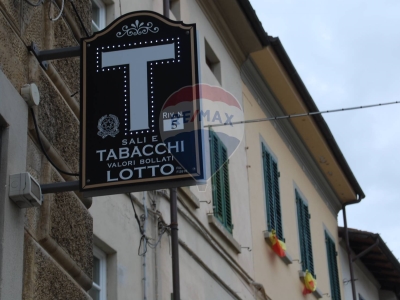 T
RIV. N.
5
SALI E
TABACCHI
VALORI BOLLATI
LOTTO
RE/MAX